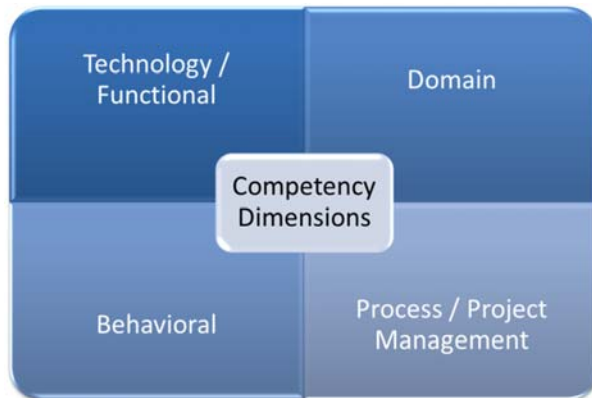 Technology /
Functional
Domain
Competency
Dimensions
Behavioral
Process / Project
Management